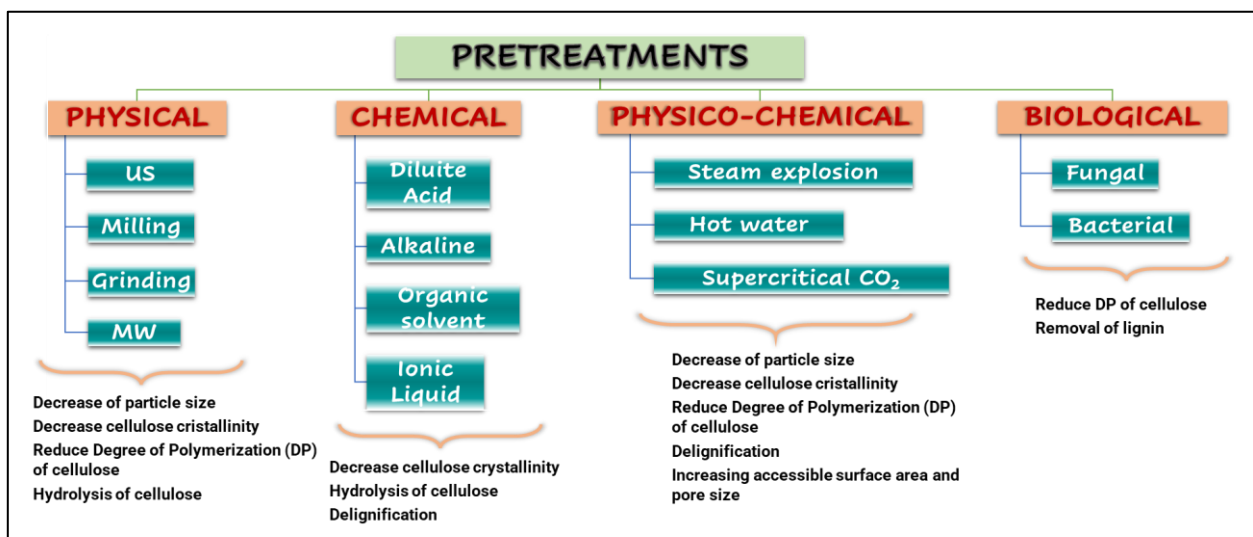 PRETREATMENTS
PHYSICAL
US
Milling
Grinding
MW
Decrease of particle size
Decrease cellulose cristallinity
Reduce Degree of Polymerization (DP)
of cellulose
Hydrolysis of cellulose
CHEMICAL
Diluite
Acid
Alkaline
Organic
solvent
Ionic
Liquid
Decrease cellulose crystallinity
Hydrolysis of cellulose
Delignification
PHYSICO-CHEMICAL
Steam explosion
Hot water
Supercritical CO₂
Decrease of particle size
Decrease cellulose cristallinity
Reduce Degree of Polymerization (DP)
of cellulose
Delignification
Increasing accessible surface area and
pore size
BIOLOGICAL
Fungal
Bacterial
Reduce DP of cellulose
Removal of lignin